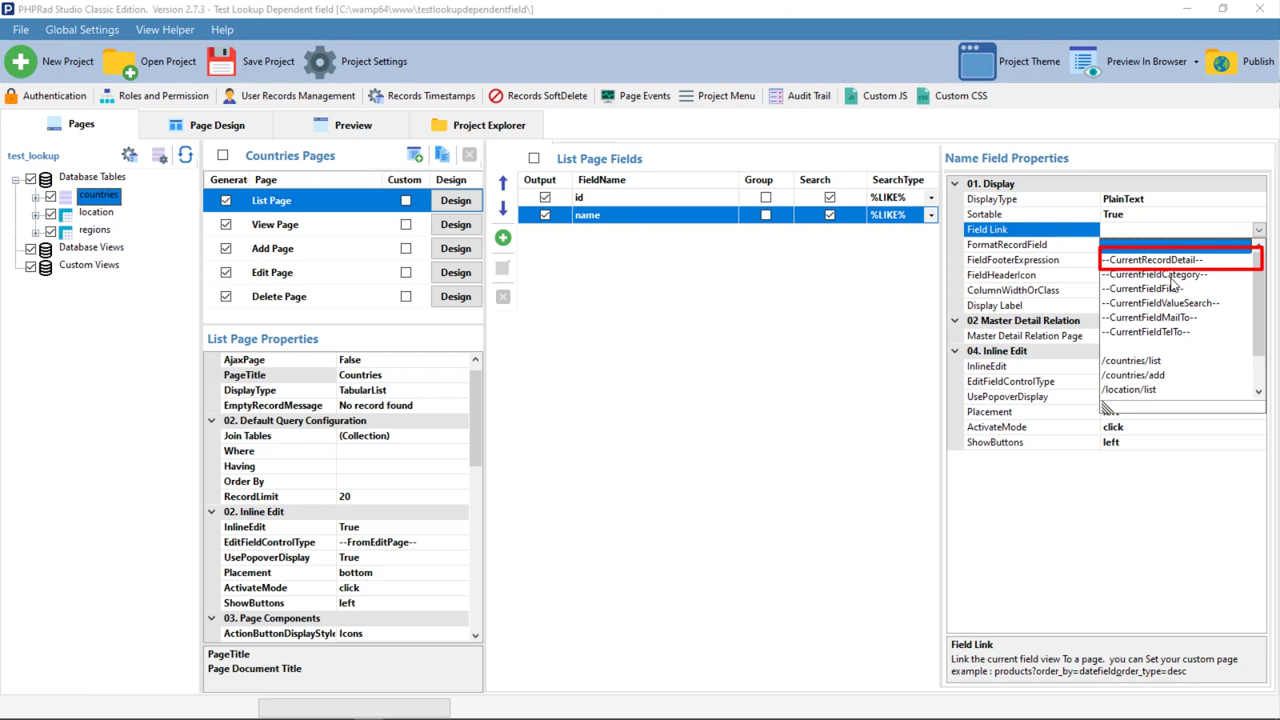 PHPRad Studio Classic Edition. Version 2.7.3 - Test Lookup Dependent field [C:\wamp64\www\testlookupdependentfield\]
File Global Settings View Helper Help
New Project Open Project Save Project Project Settings Project Theme Preview In Browser Publish
Authentication Roles and Permission User Records Management Records Timestamps Records SoftDelete Page Events Project Menu Audit Trail Custom JS Custom CSS
Pages Page Design Preview Project Explorer
test_lookup
Database Tables
countries
location
regions
Database Views
Custom Views
Countries Pages
Generat Page Custom Design
List Page Design
View Page Design
Add Page Design
Edit Page Design
Delete Page Design
List Page Properties
AjaxPage False
PageTitle Countries
DisplayType TabularList
EmptyRecordMessage No record found
02. Default Query Configuration
Join Tables (Collection)
Where
Having
Order By
RecordLimit 20
02. Inline Edit
InlineEdit True
EditFieldControlType --FromEditPage--
UsePopoverDisplay True
Placement bottom
ActivateMode click
ShowButtons left
03. Page Components
ActionButtonDisplayStyle Icons
PageTitle
Page Document Title
List Page Fields
Output FieldName Group Search SearchType
id %LIKE%
name %LIKE%
Name Field Properties
01. Display
DisplayType PlainText
Sortable True
Field Link
FormatRecordField
FieldFooterExpression --CurrentRecordDetail--
FieldHeaderIcon --CurrentFieldCategory--
ColumnWidthOrClass
--CurrentFieldValueSearch--
Display Label
02 Master Detail Relation --CurrentFieldMailTo--
Master Detail Relation Page --CurrentFieldTelTo--
04. Inline Edit
InlineEdit /countries/list
EditFieldControlType /countries/add
UsePopoverDisplay /location/list
Placement left
ActivateMode click
ShowButtons left
Field Link
Link the current field view To a page. you can Set your custom page
example : products?order_by=datefieldorder_type=desc